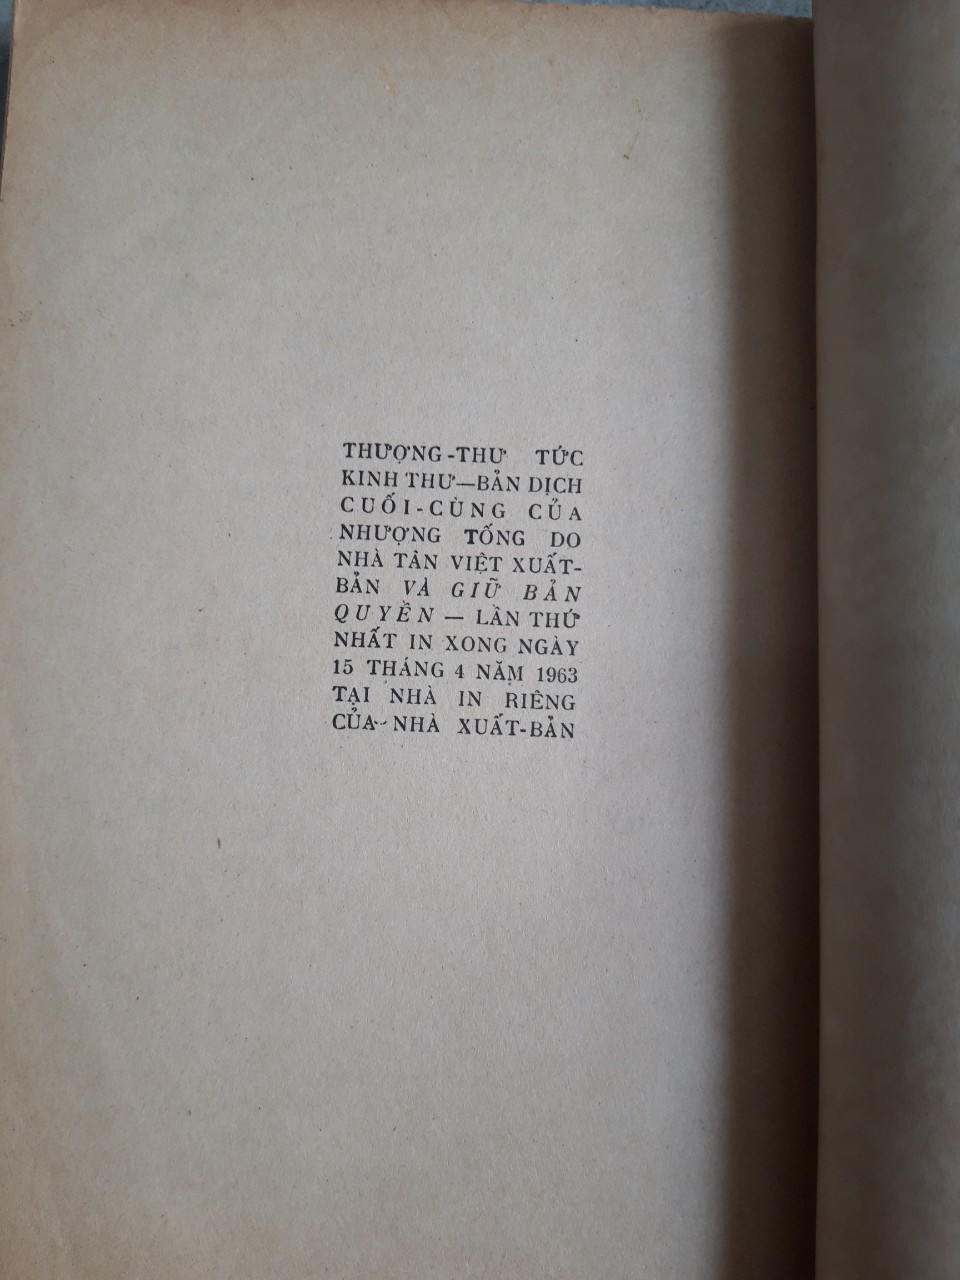 THƯỢNG-THƯ TỨC
KINH THƯ—BẢN DỊCH
CUỐI-CÙNG CỦA
NHƯỢNG TỐNG DO
NHÀ TÂN VIỆT XUẤT-
BẢN VÀ GIỮ BẢN
QUYỀN — LẦN THỨ
NHẤT IN XONG NGÀY
15 THÁNG 4 NĂM 1963
TẠI NHÀ IN RIÊNG
CỦA NHÀ XUẤT-BẢN